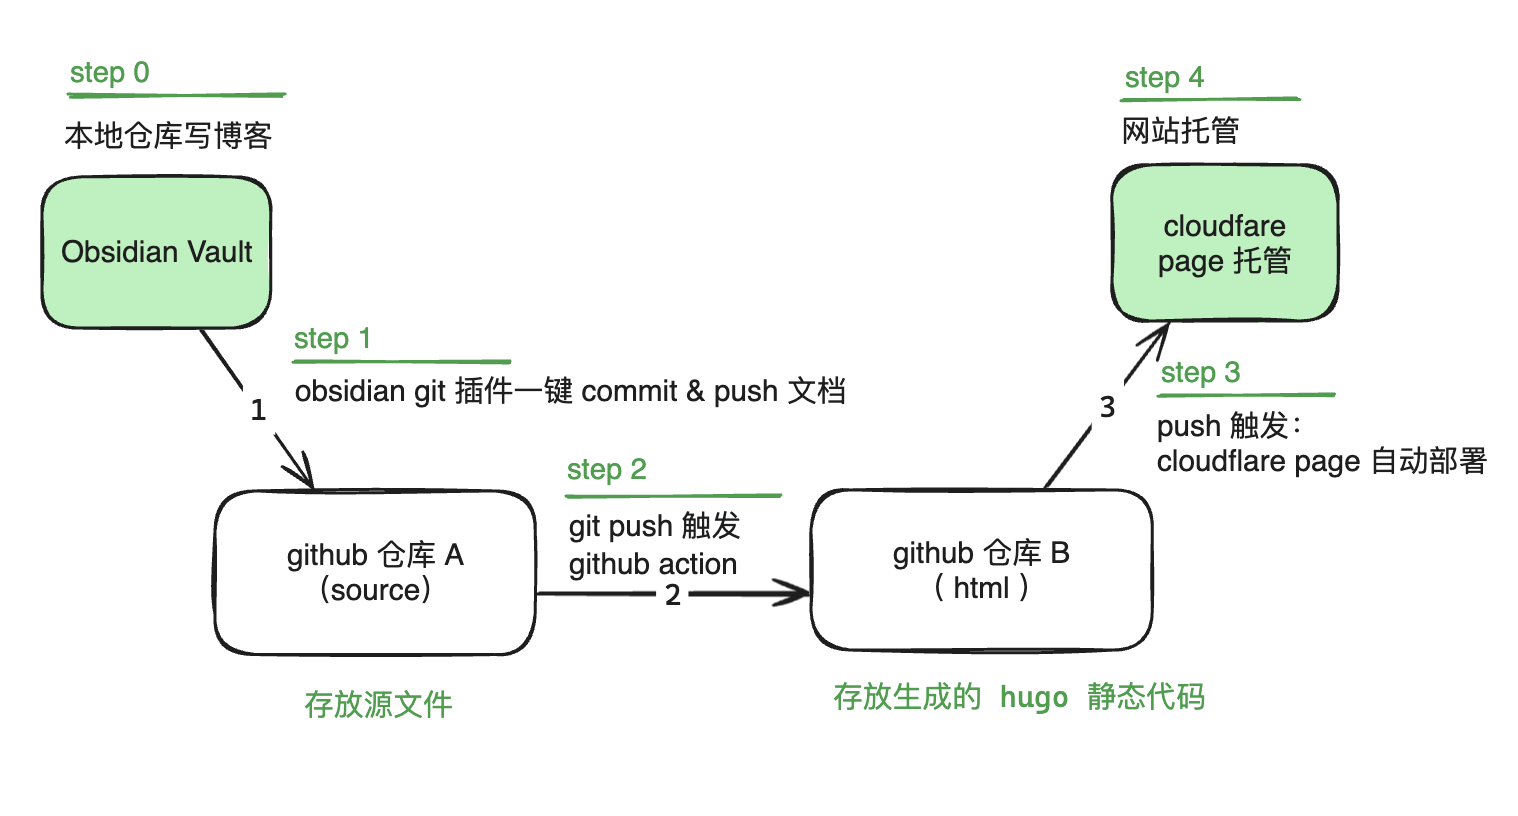 step 0
本地仓库写博客
Obsidian Vault
step 1
obsidian git 插件一键 commit & push 文档
1
github 仓库 A
（source）
存放源文件
step 2
git push 触发
github action
2
github 仓库 B
（ html ）
存放生成的 hugo 静态代码
3
step 3
push 触发：
cloudflare page 自动部署
step 4
网站托管
cloudfare
page 托管